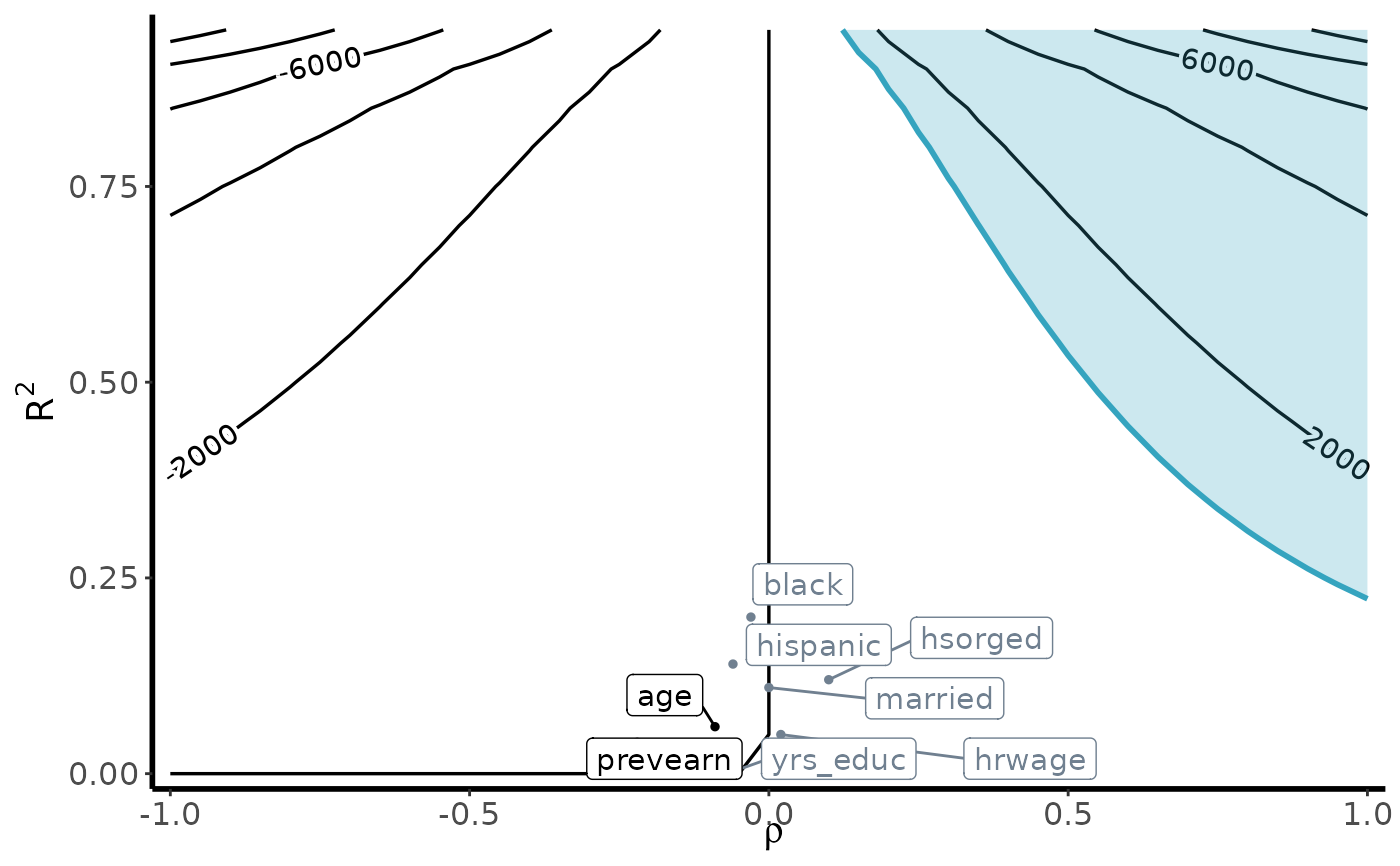 -6000
6000
0.75
R²
0.50
-2000
2000
0.25
black
hispanic
hsorged
age
married
prevearn
yrs_educ
hrwage
0.00
-1.0
-0.5
0.0
0.5
1.0
ρ